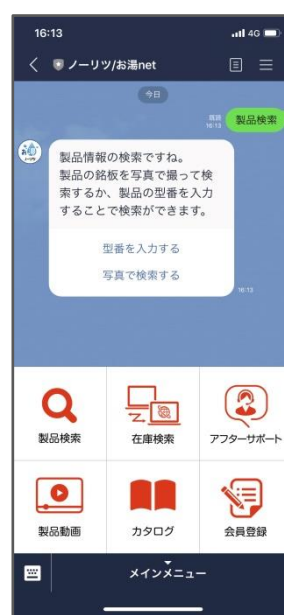 16:13
4G
ノーリツ/お湯net
今日
既読
16:13
製品検索
製品情報の検索ですね。
製品の銘板を写真で撮って検
索するか、製品の型番を入力
することで検索ができます。
型番を入力する
写真で検索する
16:13
製品検索
在庫検索
アフターサポート
製品動画
カタログ
会員登録
メインメニュー